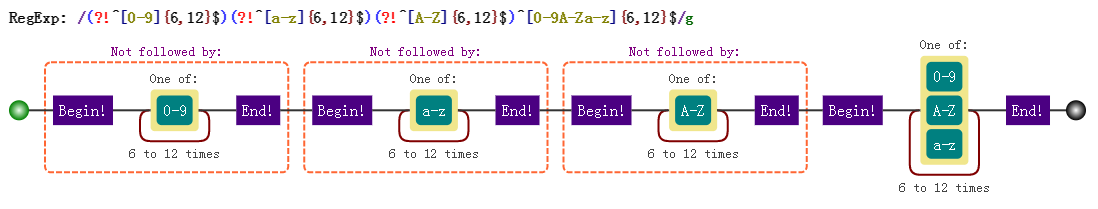 RegExp: /(?!^[0-9]{6,12}$)(?!^[a-z]{6,12}$)(?!^[A-Z]{6,12}$)^[0-9A-Za-z]{6,12}$/g
Not followed by: Not followed by: Not followed by: One of:
One of: One of: One of: 0-9
Begin! 0-9 End! Begin! a-z End! Begin! A-Z End! Begin! A-Z End!
a-z
6 to 12 times 6 to 12 times 6 to 12 times
6 to 12 times